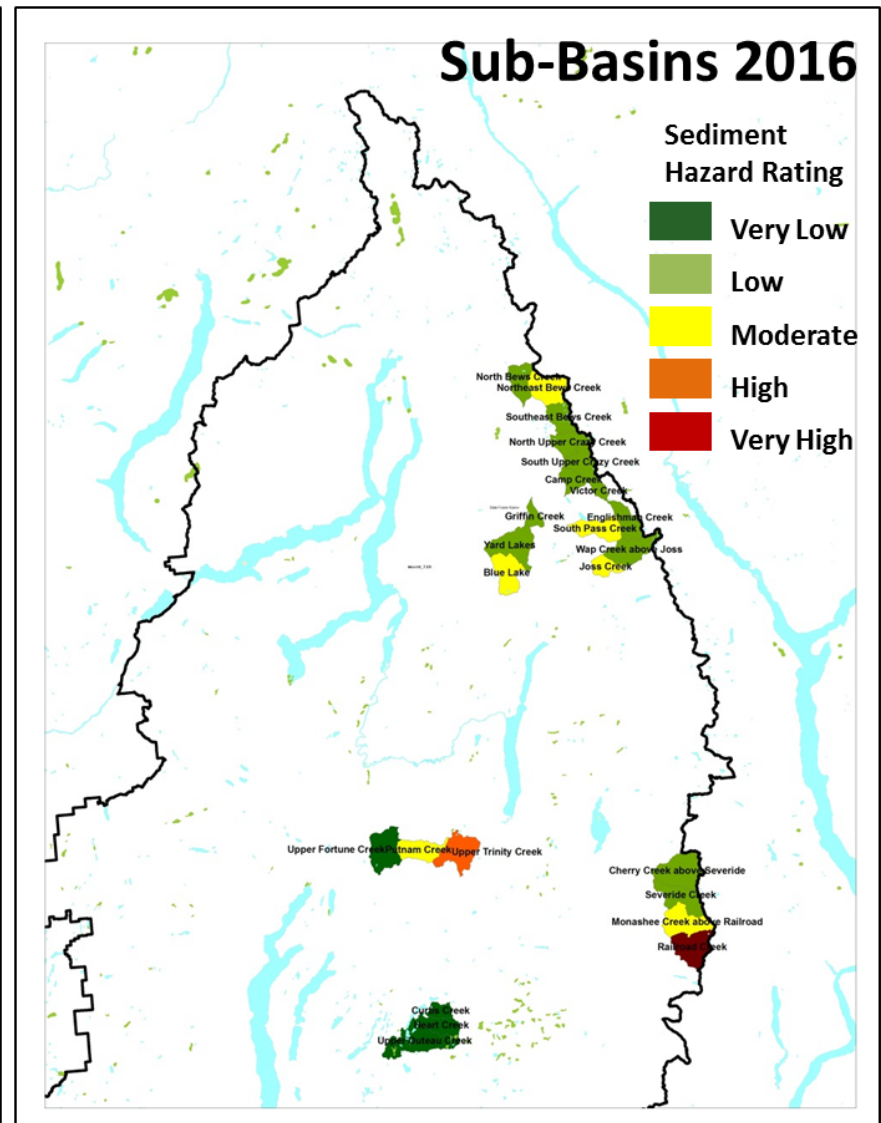 Sub-Basins 2016
Sediment
Hazard Rating
Very Low
Low
Moderate
High
Very High
North Bews Creek
Northeast Bews Creek
Southeast Bews Creek
North Upper Crazy Creek
South Upper Crazy Creek
Camp Creek
Victor Creek
Griffin Creek
Englishman Creek
South Pass Creek
Yard Lakes
Wap Creek above Joss
Blue Lake
Joss Creek
Upper Fortune Creek
Putnam Creek
Upper Trinity Creek
Cherry Creek above Severide
Severide Creek
Monashee Creek above Railroad
Railroad Creek
Curtis Creek
Heart Creek
Upper Duteau Creek